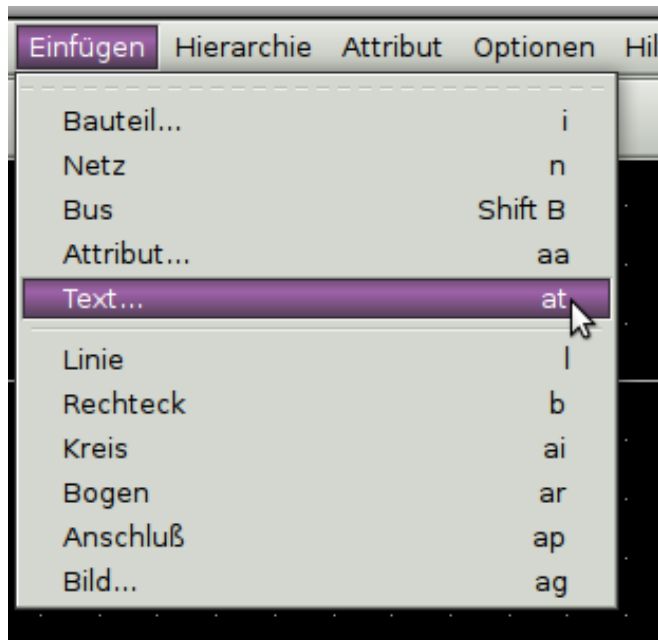 Einfügen Hierarchie Attribut Optionen Hil
Bauteil... i
Netz n
Bus Shift B
Attribut... aa
Text... at
Linie l
Rechteck b
Kreis ai
Bogen ar
Anschluß ap
Bild... ag